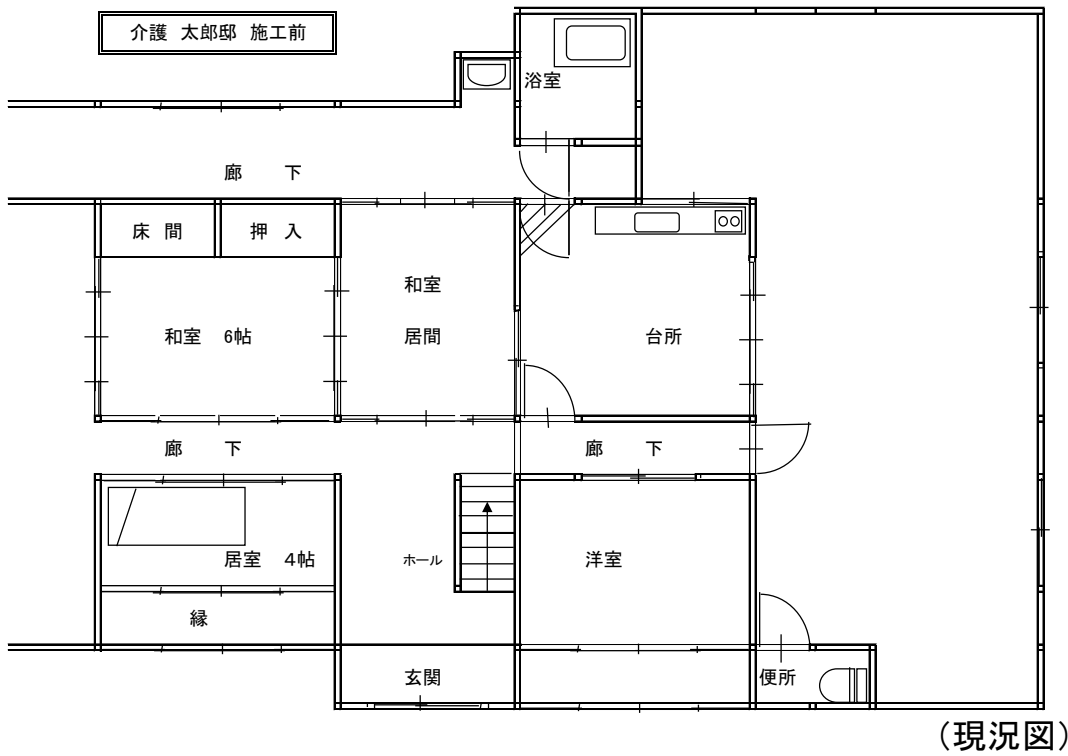 介護 太郎邸 施工前
浴室
廊 下
床 間
押 入
和室
居間
和室 6帖
台所
廊 下
廊 下
居室 4帖
ホール
洋室
縁
玄関
便所
(現況図)